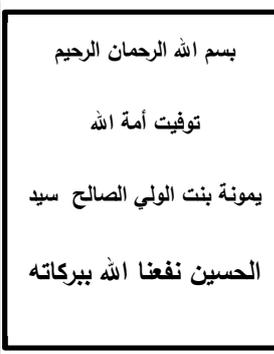 بسم الله الرحمان الرحيم
توفيت أمة الله
يمونة بنت الولي الصالح سيد
الحسين نفعنا الله ببركاته